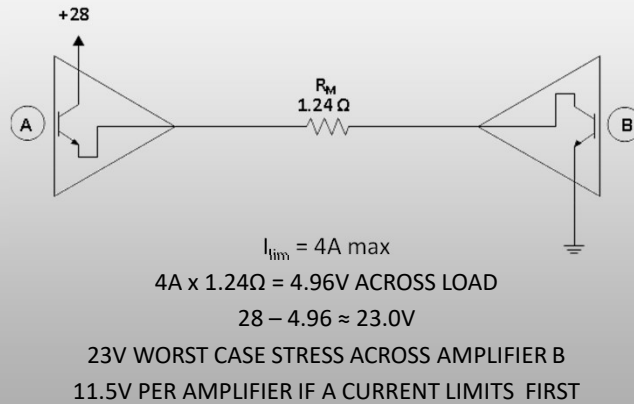 +28
A
R_M
1.24 Ω
B
I_lim = 4A max
4A x 1.24Ω = 4.96V ACROSS LOAD
28 – 4.96 ≈ 23.0V
23V WORST CASE STRESS ACROSS AMPLIFIER B
11.5V PER AMPLIFIER IF A CURRENT LIMITS FIRST